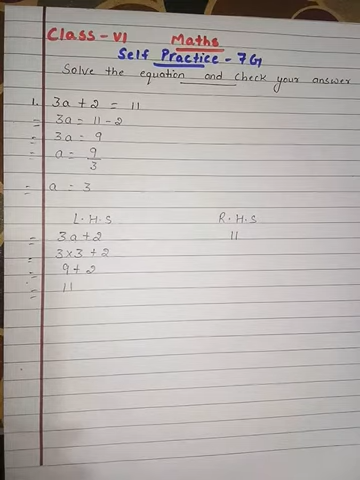 Class - VI Maths
Self Practice - 7G
Solve the equation and check your answer
1. 3a + 2 = 11
= 3a = 11 - 2
= 3a = 9
= a = 9/3
= a = 3
L.H.S R.H.S
= 3a + 2 11
= 3 × 3 + 2
= 9 + 2
= 11